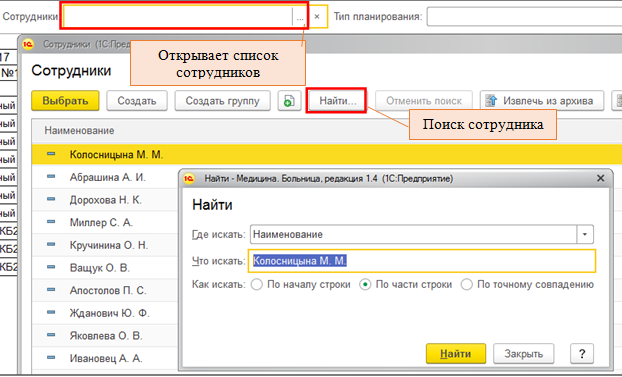 Сотрудники
... ×
Тип планирования:
Открывает список
сотрудников
Сотрудники (1С:Предприятие)
Сотрудники
Выбрать Создать Создать группу Найти... Отменить поиск Извлечь из архива
Поиск сотрудника
Наименование
Колосницына М. М.
Абрашина А. И.
Дорохова Н. К.
Миллер С. А.
Кручинина О. Н.
Ващук О. В.
Апостолов П. С.
Жданович Ю. Ф.
Яковлева О. В.
Ивановец А. А.
Найти - Медицина. Больница, редакция 1.4 (1С:Предприятие)
Найти
Где искать: Наименование
Что искать: Колосницына М. М.
Как искать: По началу строки По части строки По точному совпадению
Найти Закрыть ?
17
№1
ный
ный
ный
ный
ный
КБ2
КБ2
КБ2